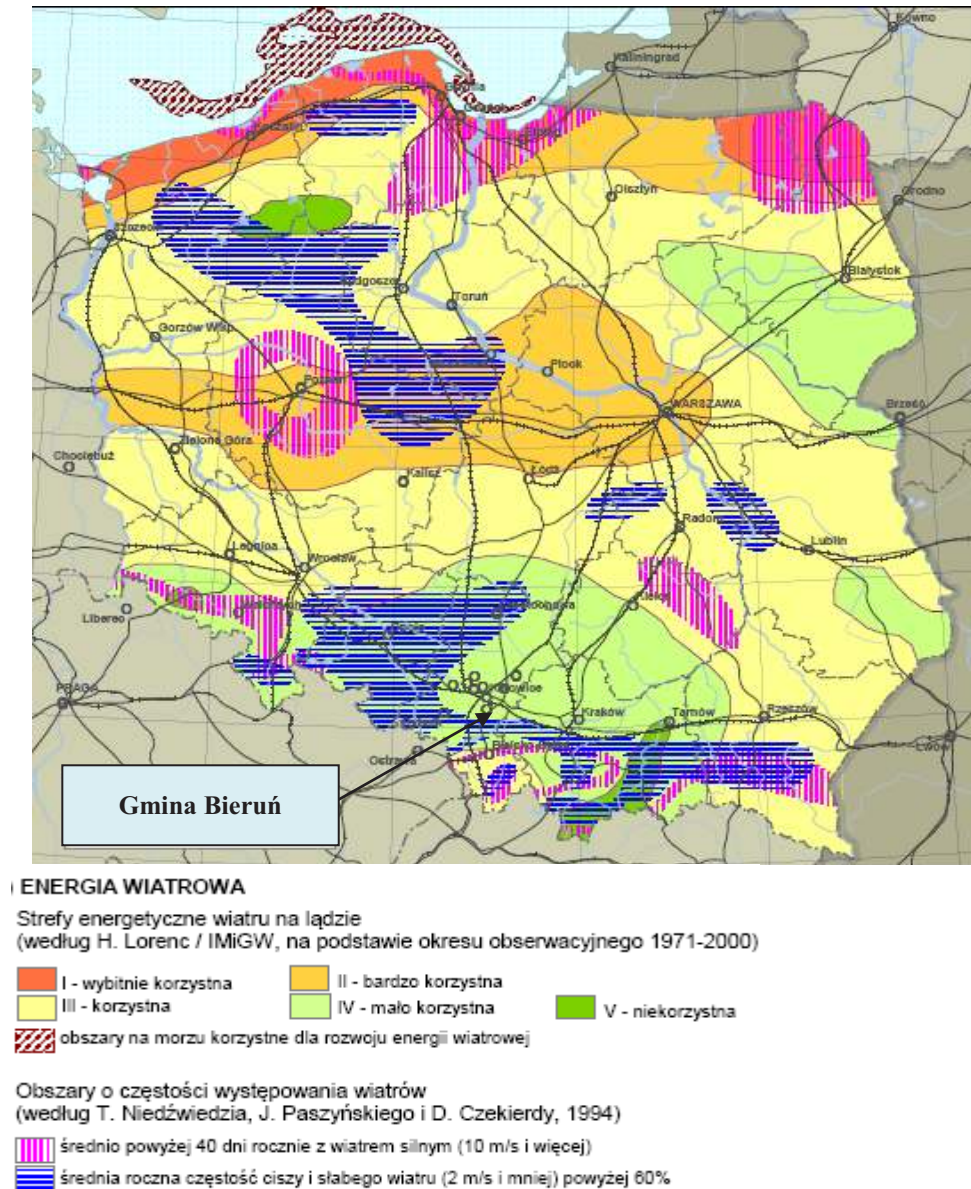 Kowno
Kaliningrad
Gdynia
Olsztyn
Grodno
Białystok
Toruń
Gorzów Wlkp.
Płock
Poznań
WARSZAWA
Brześć
Zielona Góra
Chociebuż
Kalisz
Łódź
Radom
Lublin
Legnica
Wrocław
Kielce
Liberec
PRAGA
Kraków
Tarnów
Rzeszów
Lwów
Ostrawa
Gmina Bieruń
) ENERGIA WIATROWA
Strefy energetyczne wiatru na lądzie
(według H. Lorenc / IMiGW, na podstawie okresu obserwacyjnego 1971-2000)
I - wybitnie korzystna II - bardzo korzystna
III - korzystna IV - mało korzystna V - niekorzystna
obszary na morzu korzystne dla rozwoju energii wiatrowej
Obszary o częstości występowania wiatrów
(według T. Niedźwiedzia, J. Paszyńskiego i D. Czekierdy, 1994)
średnio powyżej 40 dni rocznie z wiatrem silnym (10 m/s i więcej)
średnia roczna częstość ciszy i słabego wiatru (2 m/s i mniej) powyżej 60%